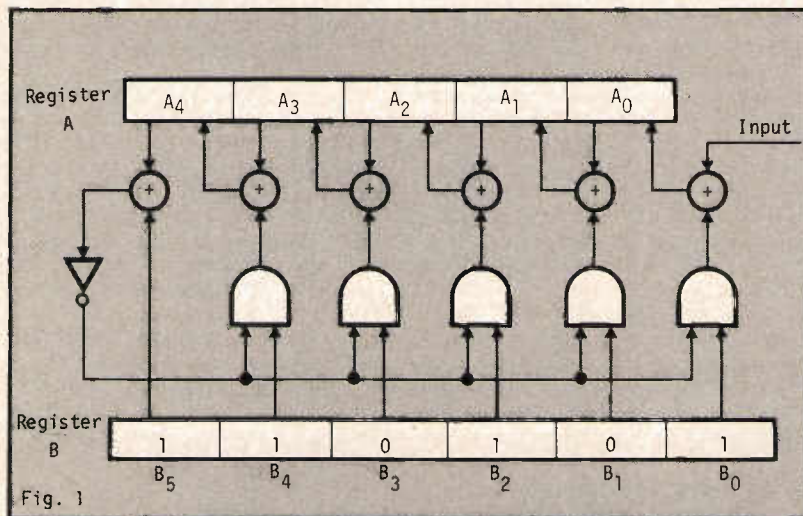 Register A
A4 A3 A2 A1 A0
Input
+ + + + + +
Register B
1 1 0 1 0 1
B5 B4 B3 B2 B1 B0
Fig. 1